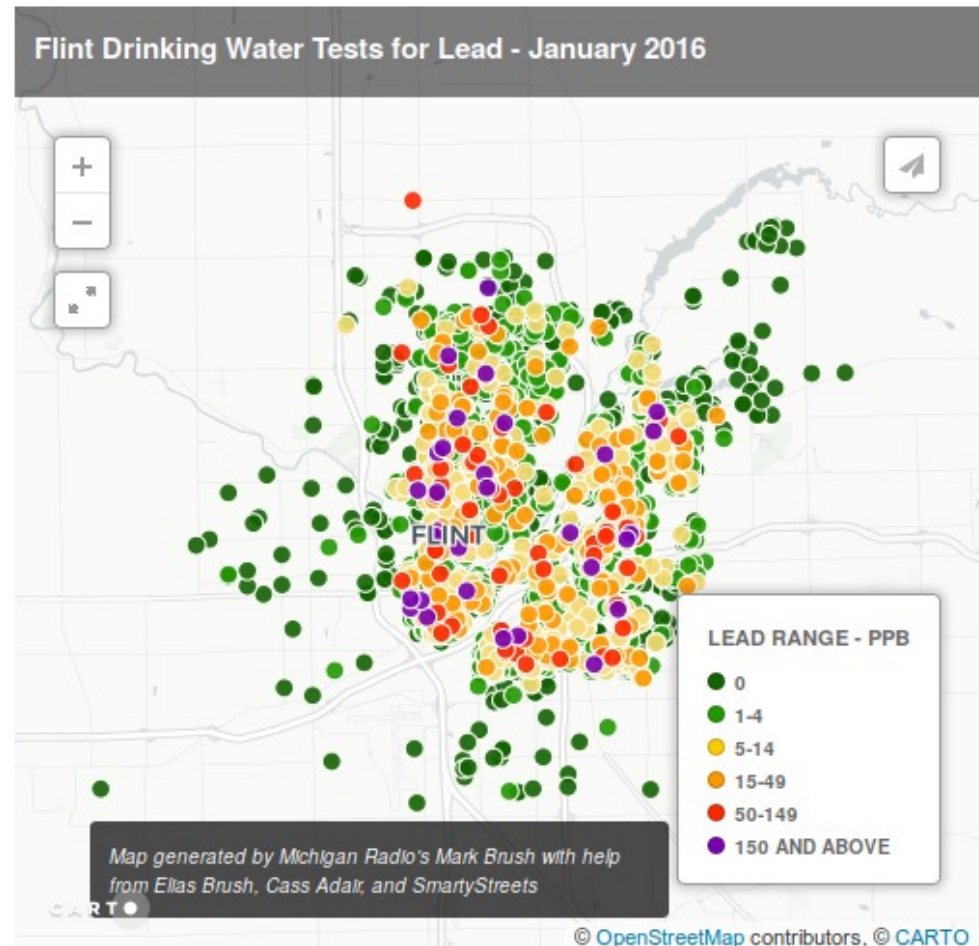 Flint Drinking Water Tests for Lead - January 2016
+
−
FLINT
LEAD RANGE - PPB
0
1-4
5-14
15-49
50-149
150 AND ABOVE
Map generated by Michigan Radio's Mark Brush with help
from Elias Brush, Cass Adair, and SmartyStreets
CARTO
© OpenStreetMap contributors, © CARTO